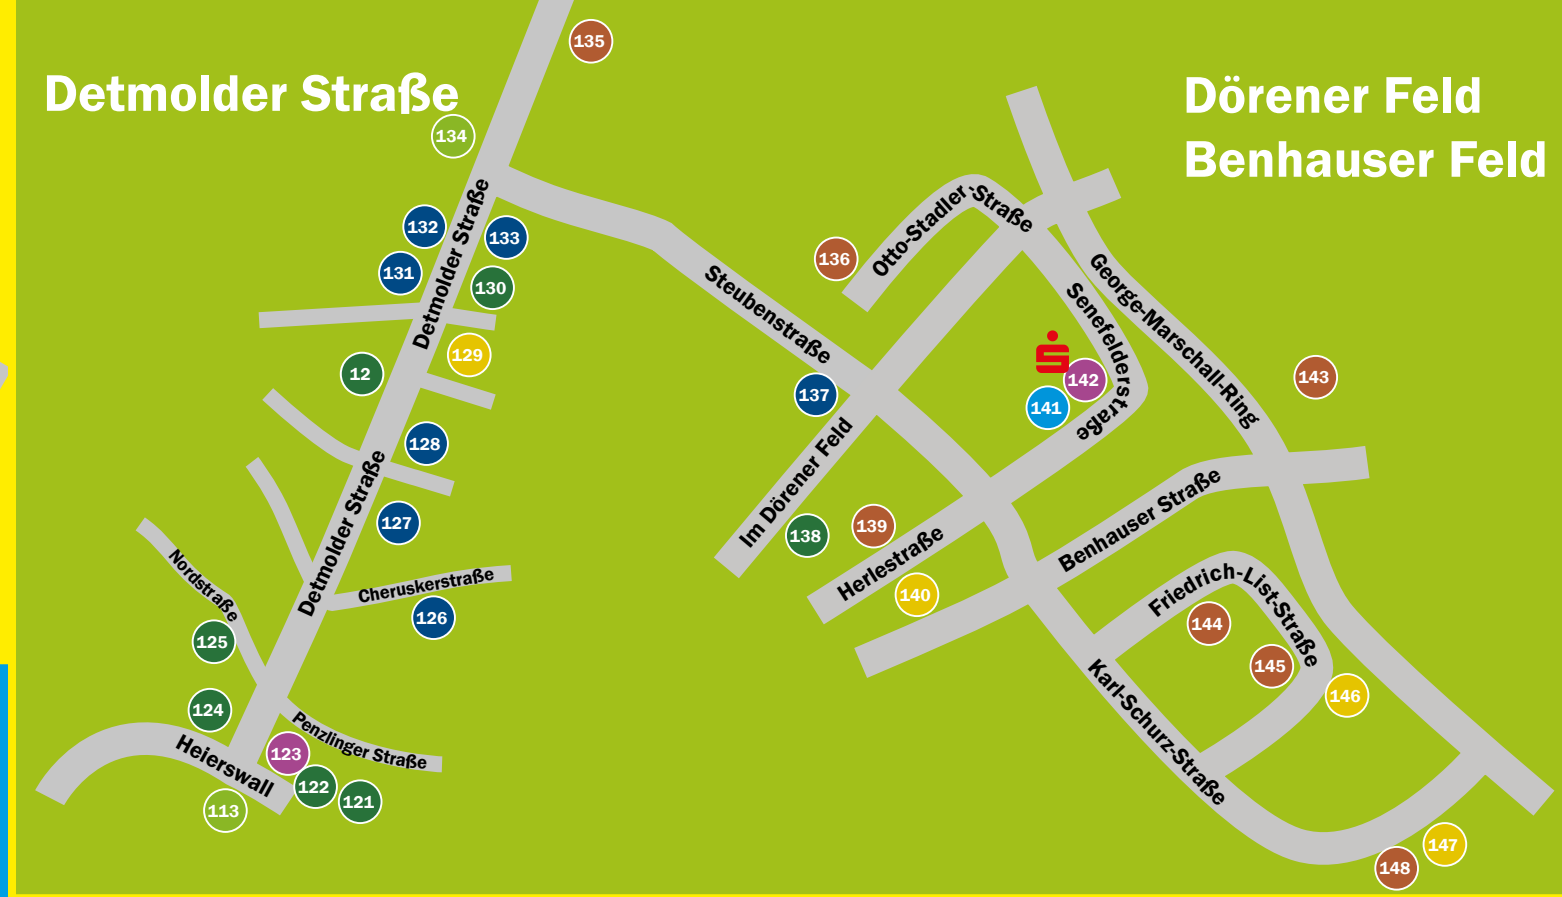 Detmolder Straße
Dörener Feld
Benhauser Feld
135
134
132
133
131
130
Detmolder Straße
129
12
128
127
Detmolder Straße
Nordstraße
Cheruskerstraße
126
125
124
Penzlinger Straße
Heierswall
123
122
121
113
Steubenstraße
136
Otto-Stadler-Straße
Senefelderstraße
George-Marschall-Ring
142
141
143
137
Im Dörener Feld
138
139
Herlestraße
140
Benhauser Straße
Friedrich-List-Straße
144
145
146
Karl-Schurz-Straße
147
148